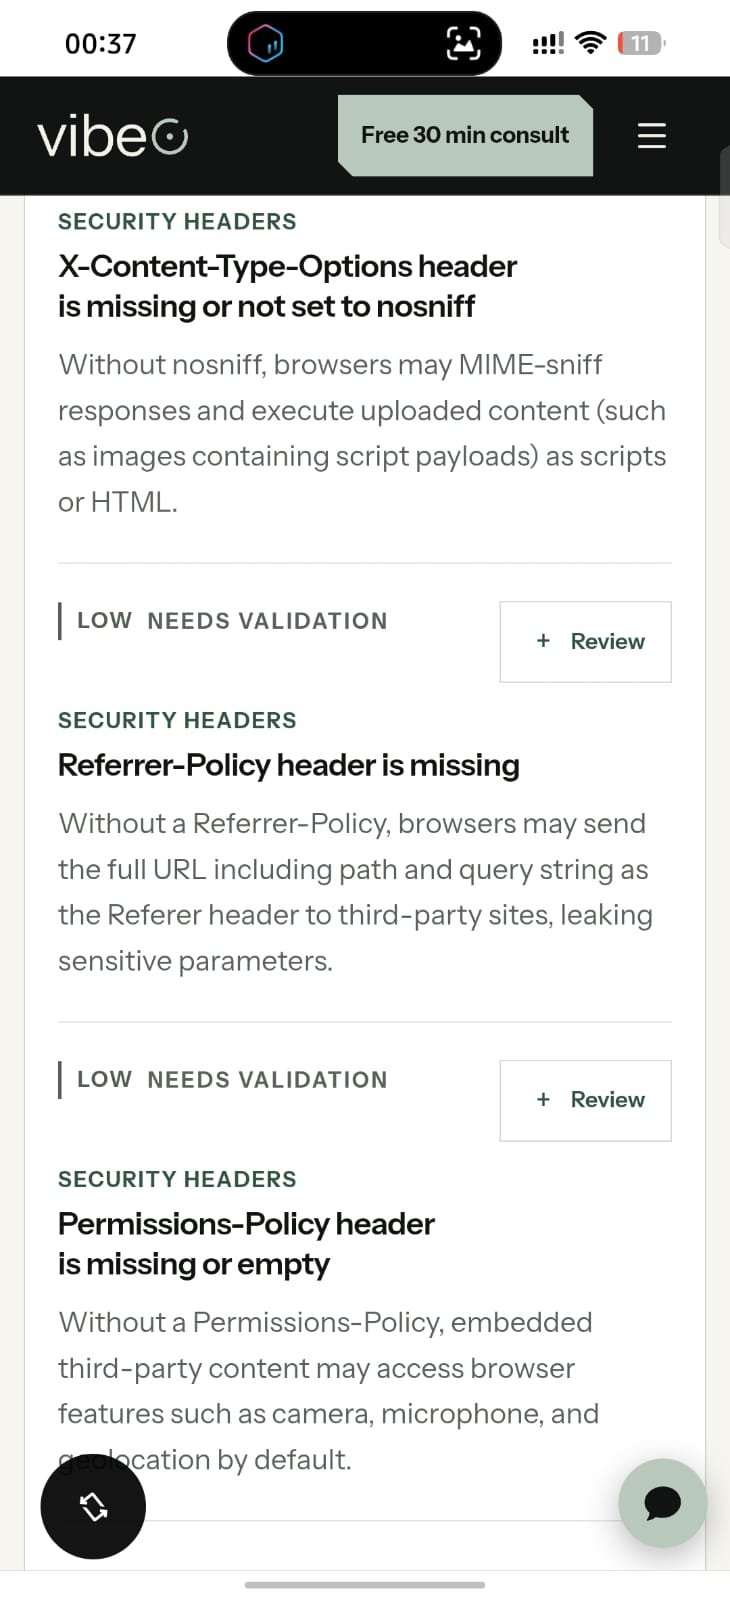 00:37
11
vibe
Free 30 min consult
SECURITY HEADERS
X-Content-Type-Options header
is missing or not set to nosniff
Without nosniff, browsers may MIME-sniff
responses and execute uploaded content (such
as images containing script payloads) as scripts
or HTML.
LOW NEEDS VALIDATION
+ Review
SECURITY HEADERS
Referrer-Policy header is missing
Without a Referrer-Policy, browsers may send
the full URL including path and query string as
the Referer header to third-party sites, leaking
sensitive parameters.
LOW NEEDS VALIDATION
+ Review
SECURITY HEADERS
Permissions-Policy header
is missing or empty
Without a Permissions-Policy, embedded
third-party content may access browser
features such as camera, microphone, and
geolocation by default.